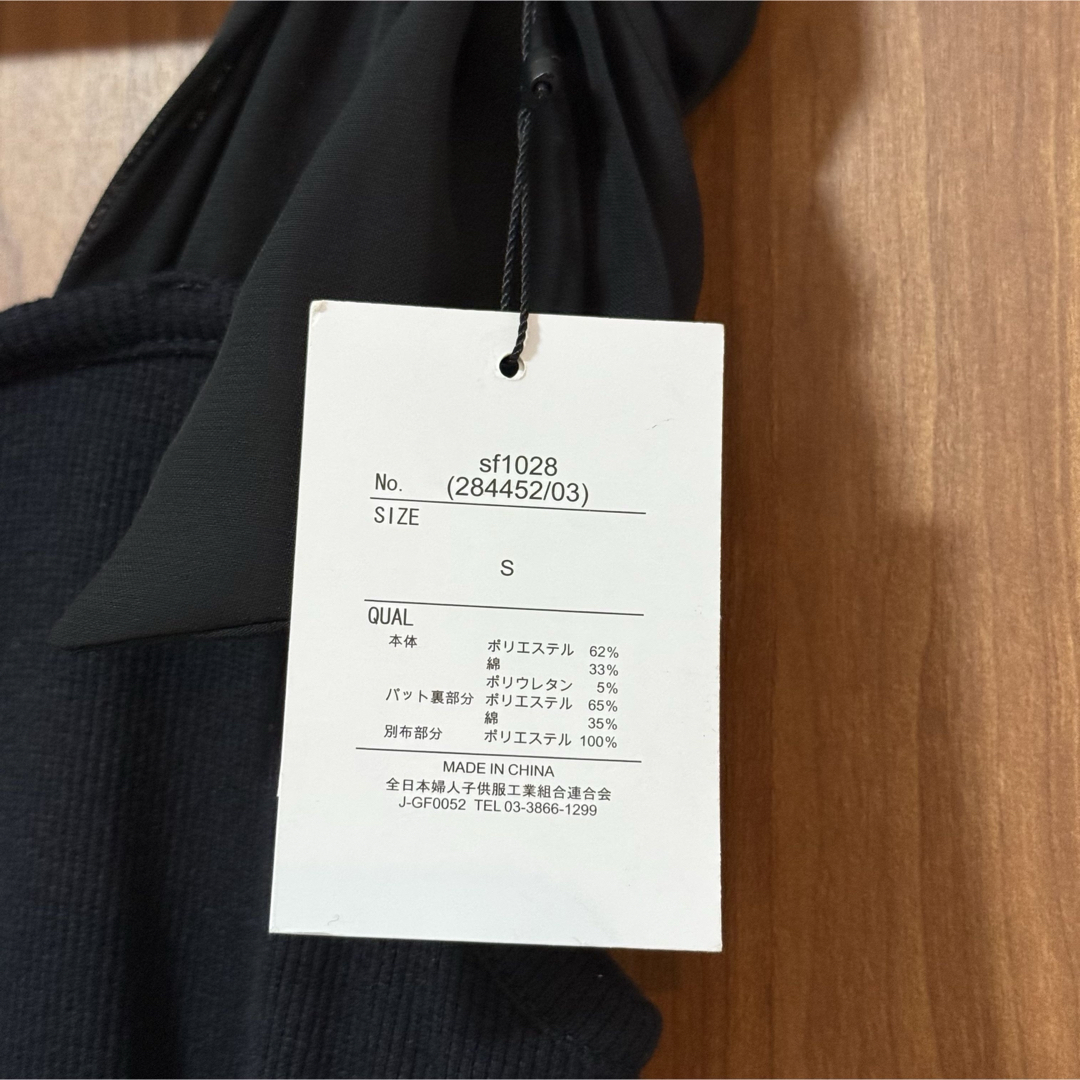 sf1028
No. (284452/03)
SIZE
S
QUAL
本体 ポリエステル 62%
綿 33%
ポリウレタン 5%
パット裏部分 ポリエステル 65%
綿 35%
別布部分 ポリエステル 100%
MADE IN CHINA
全日本婦人子供服工業組合連合会
J-GF0052 TEL 03-3866-1299